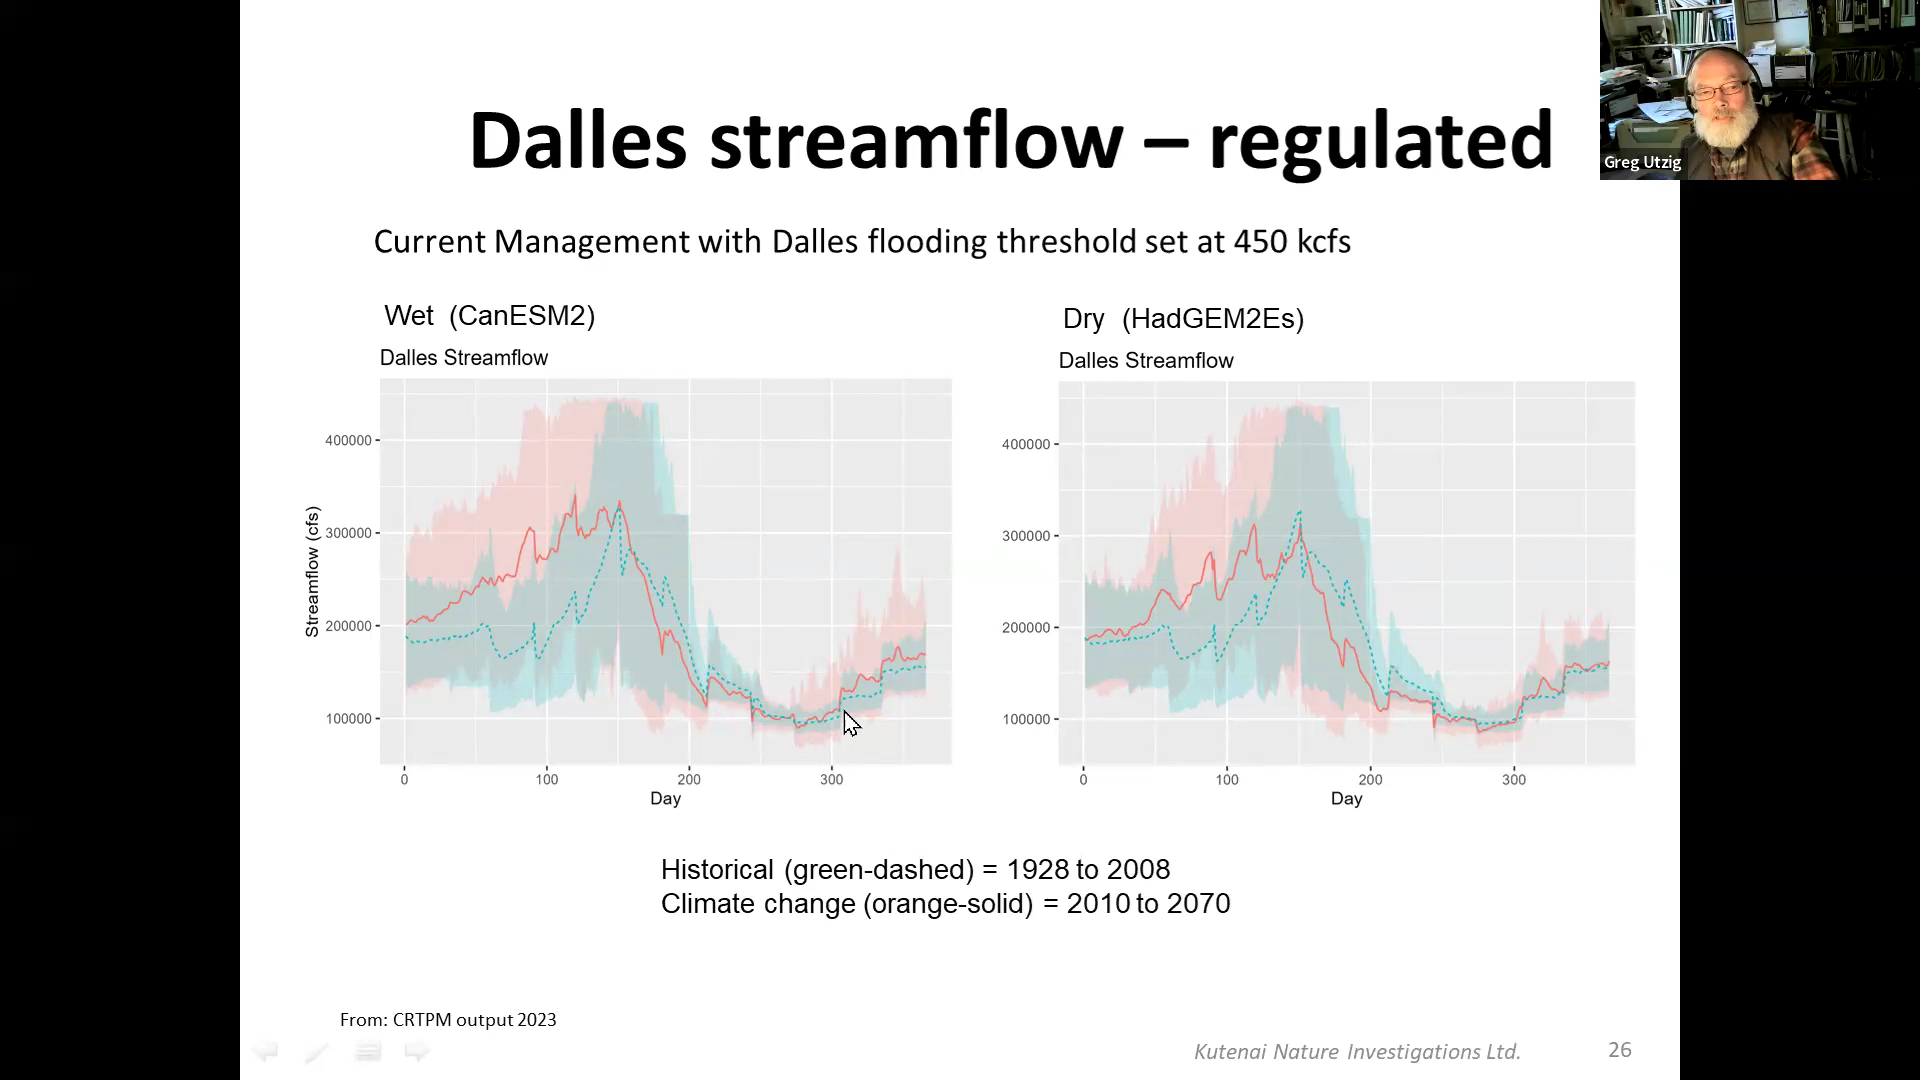 Dalles streamflow – regulated
Greg Utzig
Current Management with Dalles flooding threshold set at 450 kcfs
Wet (CanESM2)
Dalles Streamflow
Streamflow (cfs)
400000
300000
200000
100000
0 100 200 300
Day
Dry (HadGEM2Es)
Dalles Streamflow
400000
300000
200000
100000
0 100 200 300
Day
Historical (green-dashed) = 1928 to 2008
Climate change (orange-solid) = 2010 to 2070
From: CRTPM output 2023
Kutenai Nature Investigations Ltd. 26